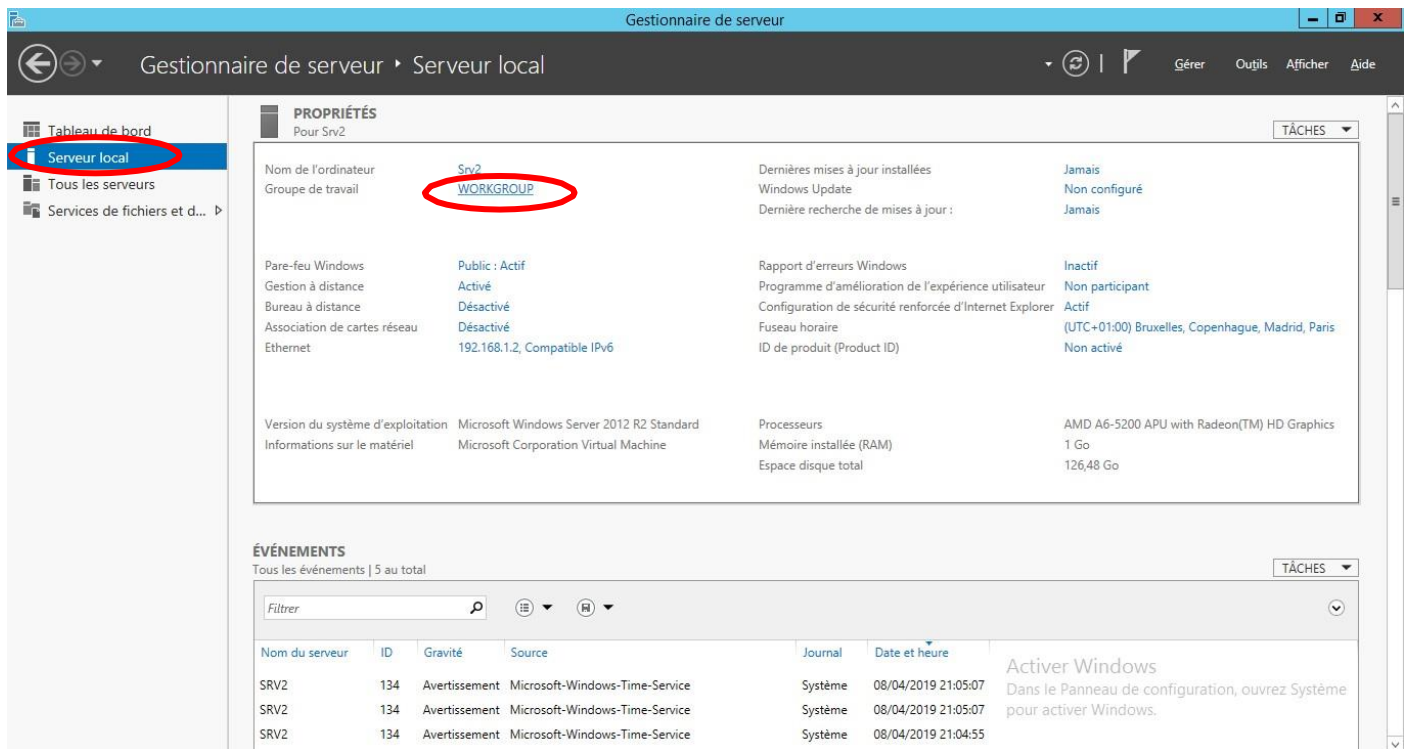 Gestionnaire de serveur
Gestionnaire de serveur ‣ Serveur local
Gérer Outils Afficher Aide
Tableau de bord
Serveur local
Tous les serveurs
Services de fichiers et d...
PROPRIÉTÉS
Pour Srv2
TÂCHES
Nom de l'ordinateur Srv2 Dernières mises à jour installées Jamais
Groupe de travail WORKGROUP Windows Update Non configuré
Dernière recherche de mises à jour : Jamais
Pare-feu Windows Public : Actif Rapport d'erreurs Windows Inactif
Gestion à distance Activé Programme d'amélioration de l'expérience utilisateur Non participant
Bureau à distance Désactivé Configuration de sécurité renforcée d'Internet Explorer Actif
Association de cartes réseau Désactivé Fuseau horaire (UTC+01:00) Bruxelles, Copenhague, Madrid, Paris
Ethernet 192.168.1.2, Compatible IPv6 ID de produit (Product ID) Non activé
Version du système d'exploitation Microsoft Windows Server 2012 R2 Standard Processeurs AMD A6-5200 APU with Radeon(TM) HD Graphics
Informations sur le matériel Microsoft Corporation Virtual Machine Mémoire installée (RAM) 1 Go
Espace disque total 126,48 Go
ÉVÉNEMENTS
Tous les événements | 5 au total
TÂCHES
Filtrer
Nom du serveur ID Gravité Source Journal Date et heure
SRV2 134 Avertissement Microsoft-Windows-Time-Service Système 08/04/2019 21:05:07
SRV2 134 Avertissement Microsoft-Windows-Time-Service Système 08/04/2019 21:05:07
SRV2 134 Avertissement Microsoft-Windows-Time-Service Système 08/04/2019 21:04:55
Activer Windows
Dans le Panneau de configuration, ouvrez Système
pour activer Windows.